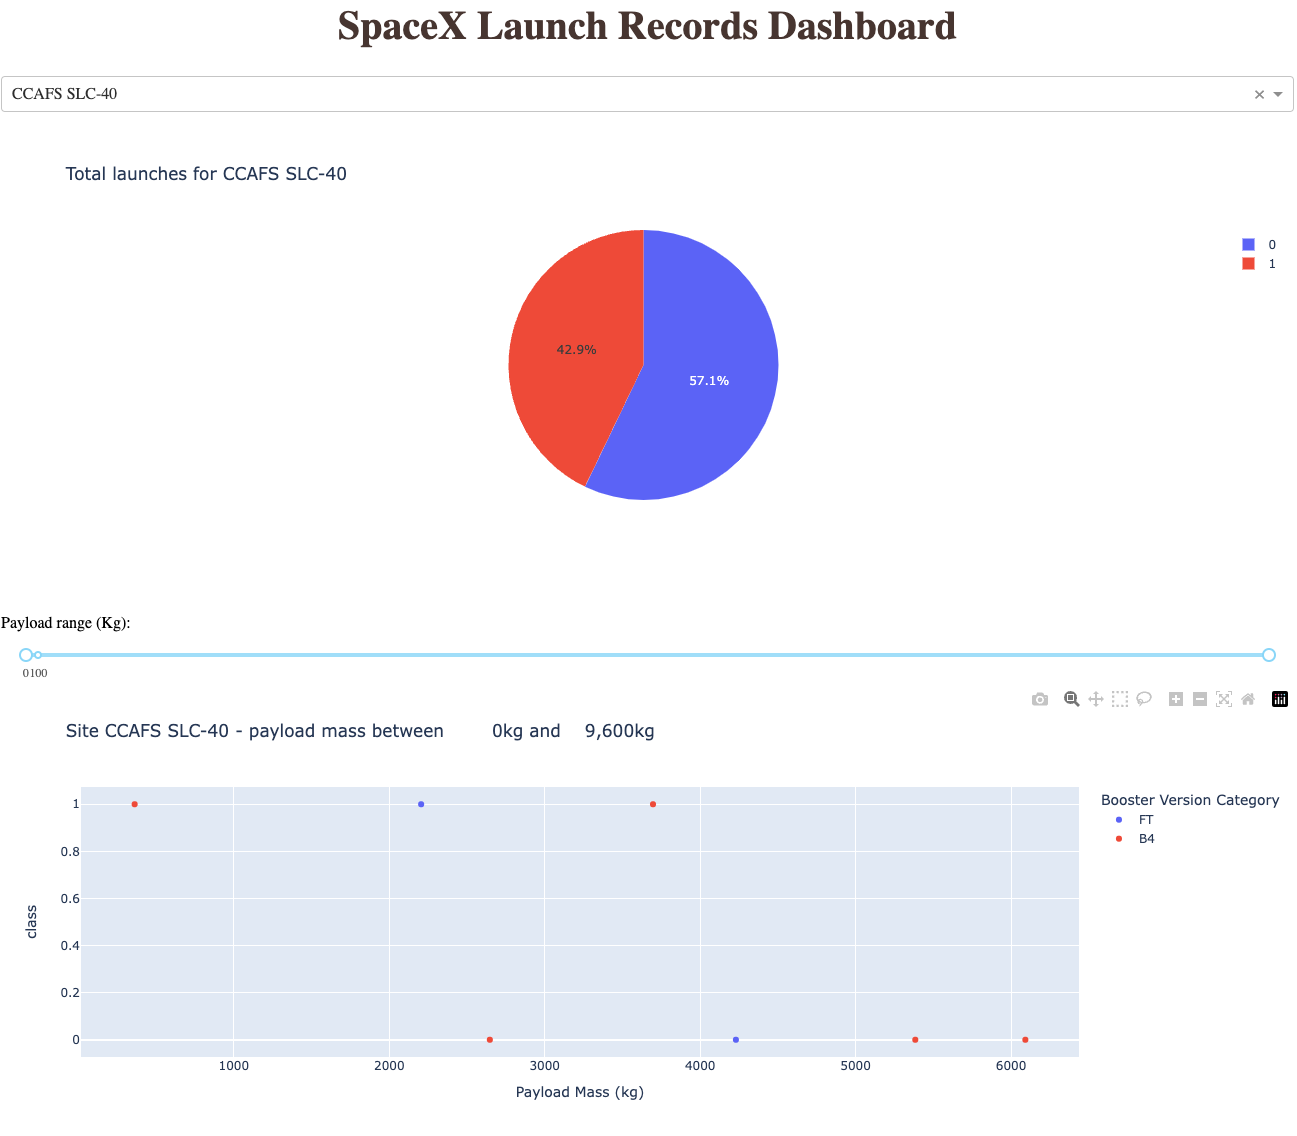 SpaceX Launch Records Dashboard
CCAFS SLC-40
Total launches for CCAFS SLC-40
0
1
42.9%
57.1%
Payload range (Kg):
0100
Site CCAFS SLC-40 - payload mass between 0kg and 9,600kg
Booster Version Category
FT
B4
1
0.8
0.6
0.4
0.2
0
class
1000 2000 3000 4000 5000 6000
Payload Mass (kg)